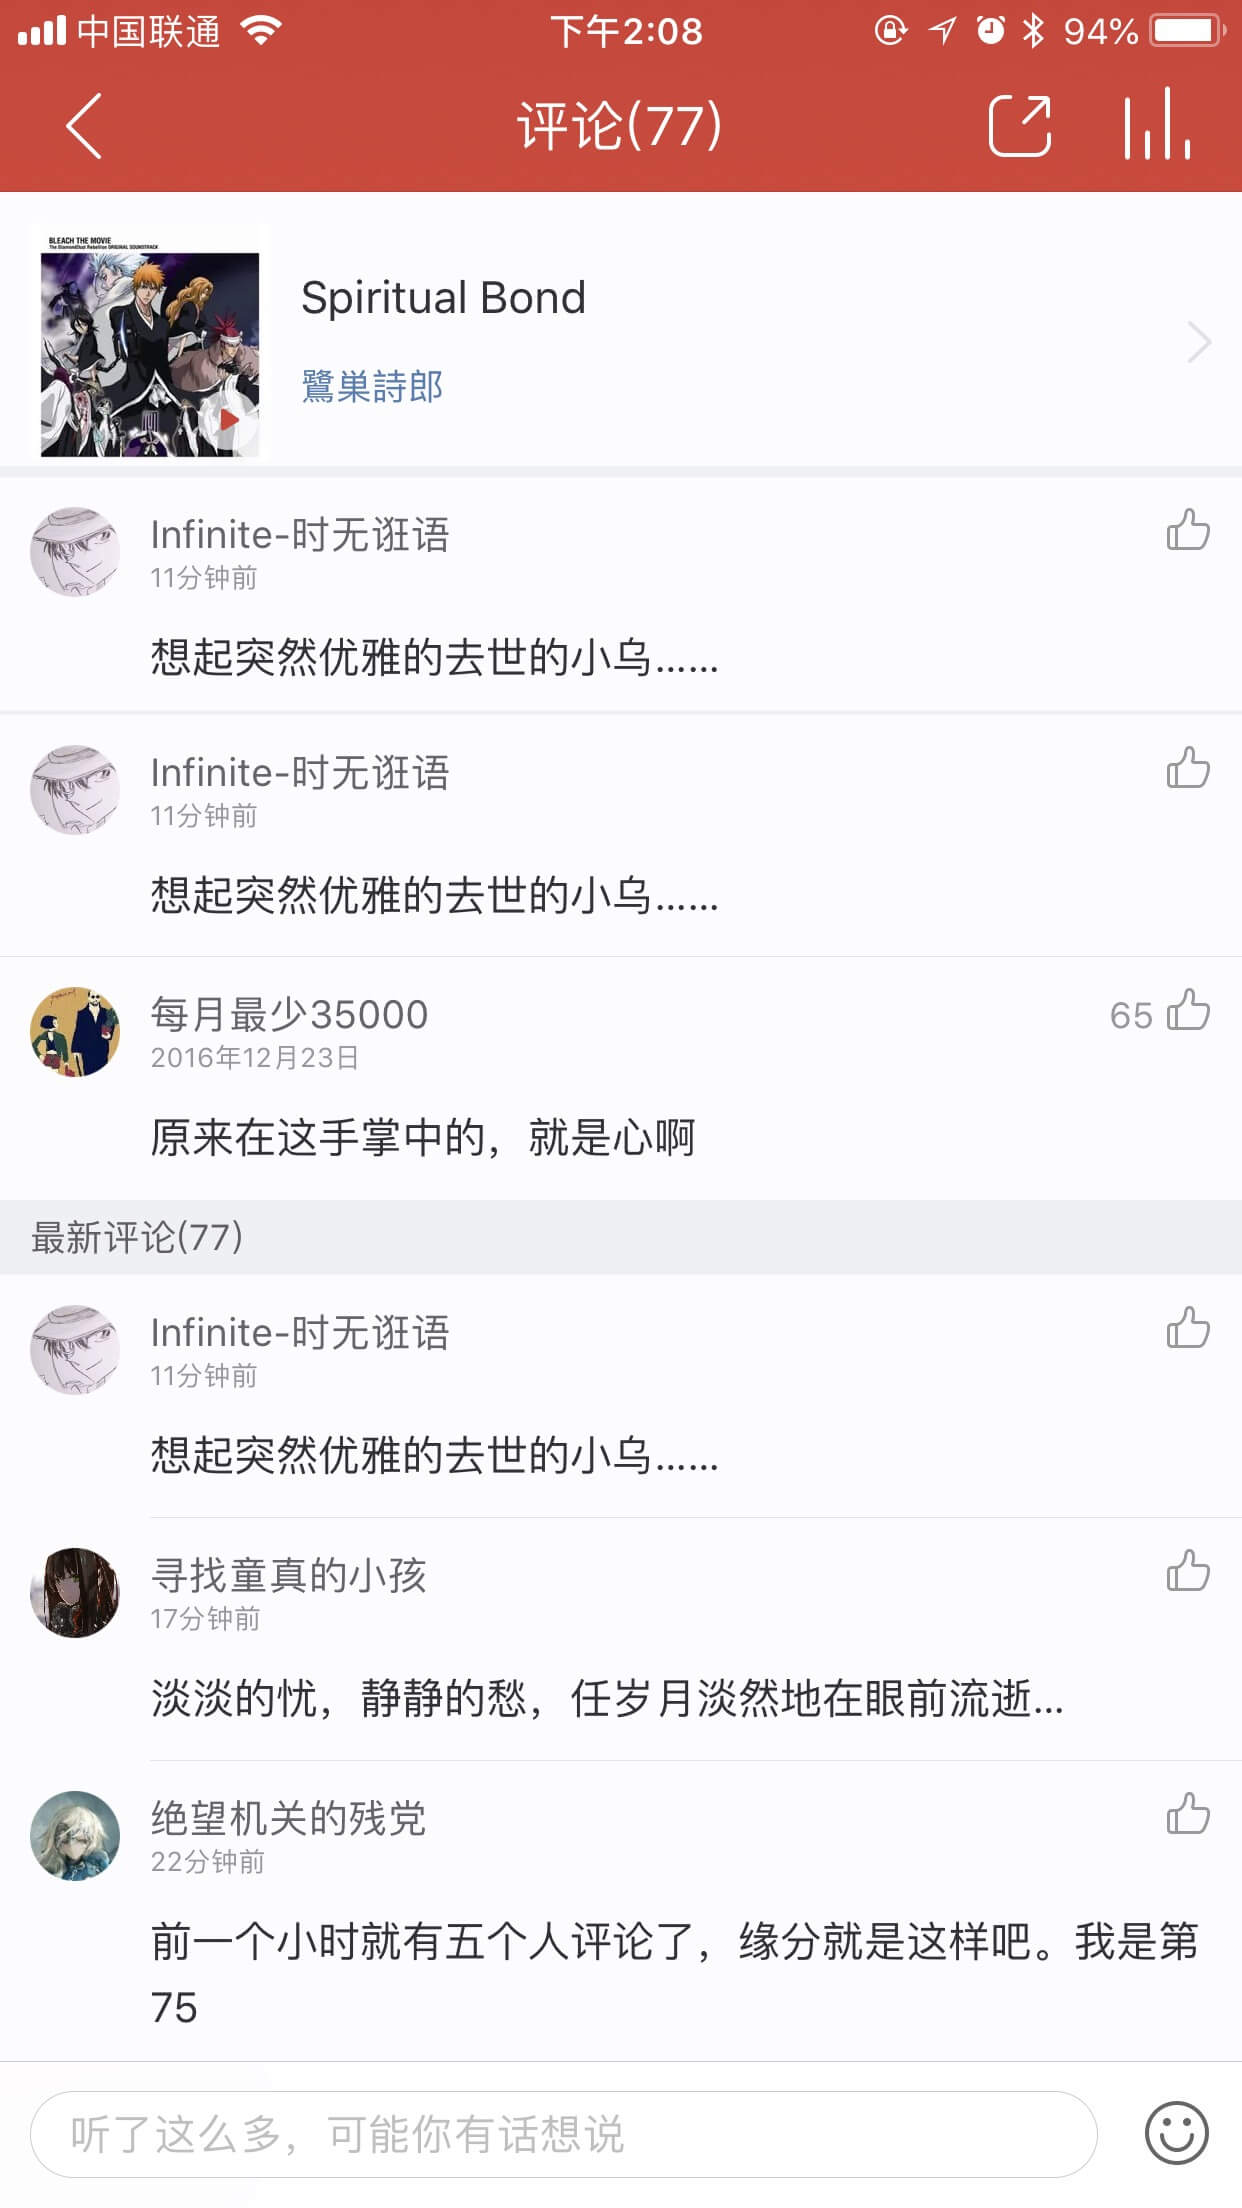 中国联通 下午2:08 94%
评论(77)
BLEACH THE MOVIE
The DiamondDust Rebellion ORIGINAL SOUNDTRACK
Spiritual Bond
鷺巣詩郎
Infinite-时无诳语
11分钟前
想起突然优雅的去世的小乌......
Infinite-时无诳语
11分钟前
想起突然优雅的去世的小乌......
每月最少35000
65
2016年12月23日
原来在这手掌中的，就是心啊
最新评论(77)
Infinite-时无诳语
11分钟前
想起突然优雅的去世的小乌......
寻找童真的小孩
17分钟前
淡淡的忧，静静的愁，任岁月淡然地在眼前流逝...
绝望机关的残党
22分钟前
前一个小时就有五个人评论了，缘分就是这样吧。我是第
75
听了这么多，可能你有话想说